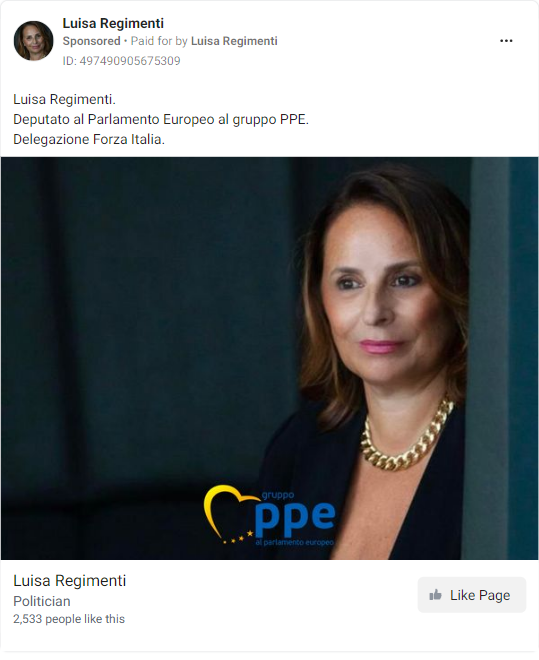 Luisa Regimenti
Sponsored • Paid for by Luisa Regimenti
ID: 497490905675309
Luisa Regimenti.
Deputato al Parlamento Europeo al gruppo PPE.
Delegazione Forza Italia.
gruppo
ppe
al parlamento europeo
Luisa Regimenti
Politician
2,533 people like this
Like Page